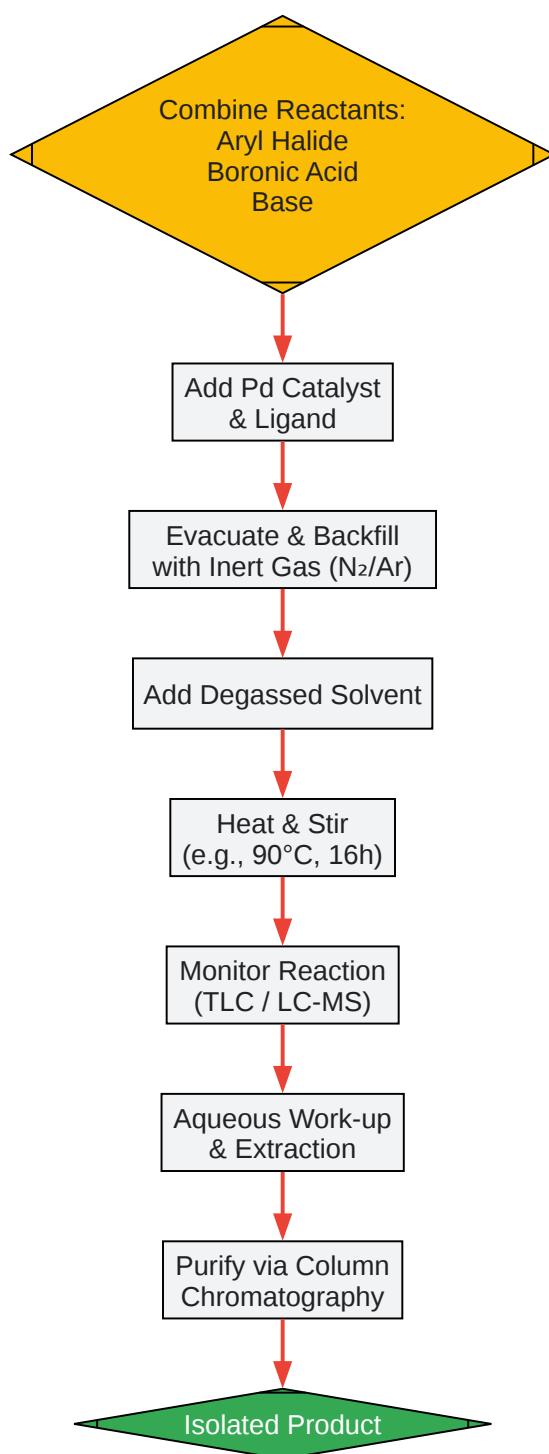 Combine Reactants:
Aryl Halide
Boronic Acid
Base
Add Pd Catalyst
& Ligand
Evacuate & Backfill
with Inert Gas (N₂/Ar)
Add Degassed Solvent
Heat & Stir
(e.g., 90°C, 16h)
Monitor Reaction
(TLC / LC-MS)
Aqueous Work-up
& Extraction
Purify via Column
Chromatography
Isolated Product